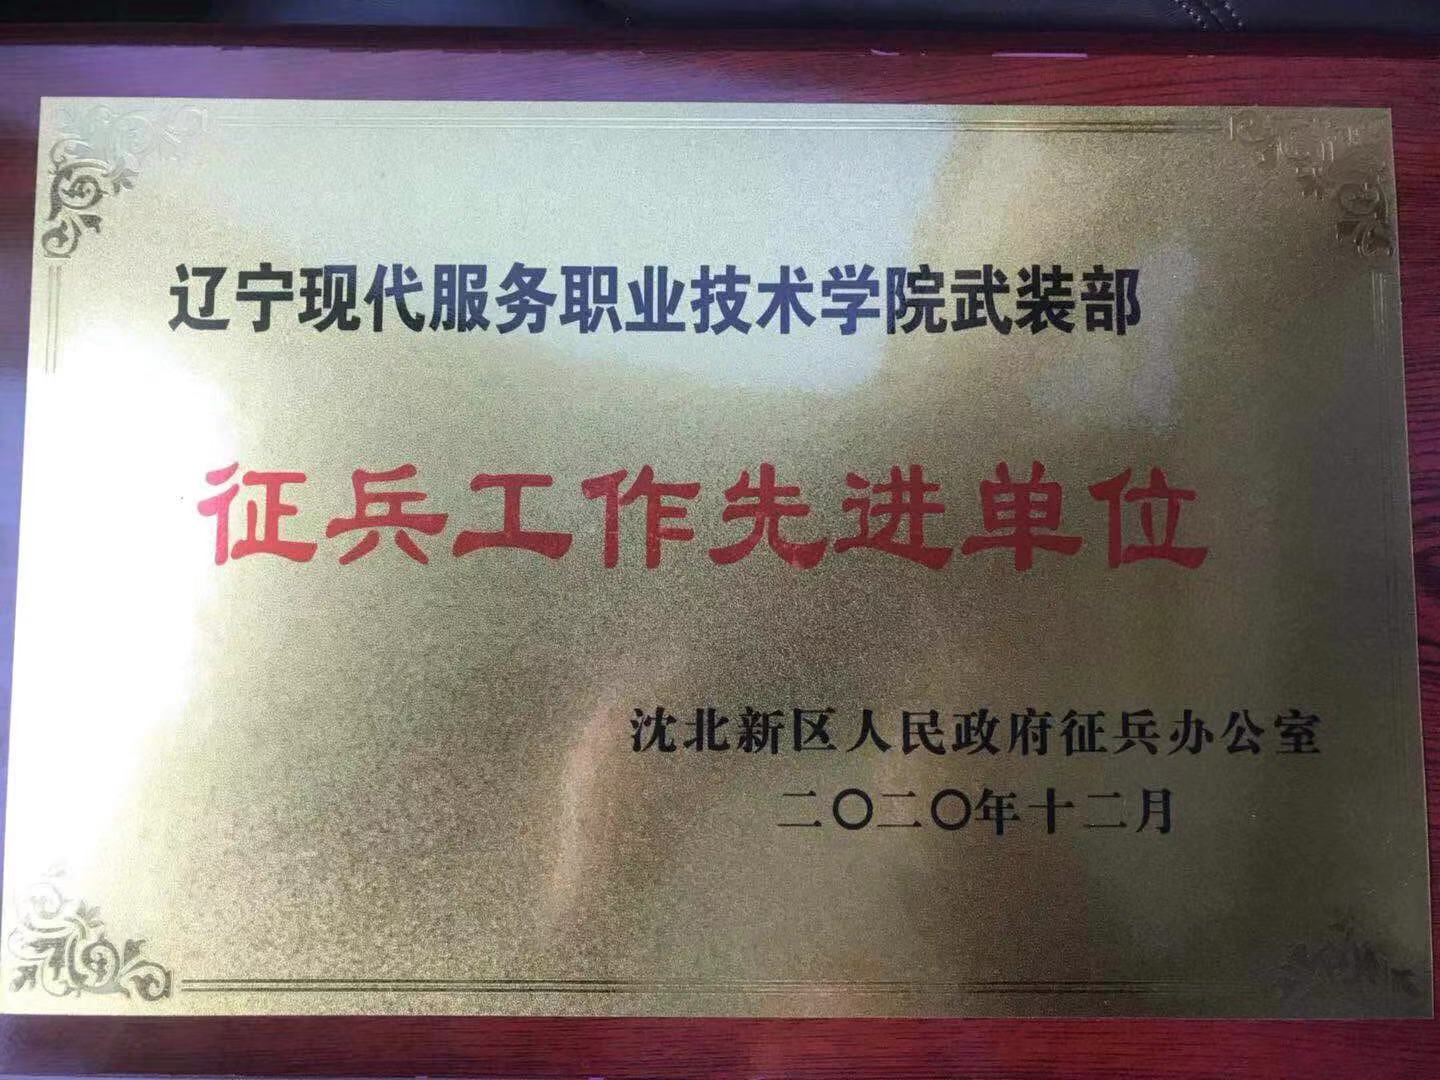 辽宁现代服务职业技术学院武装部
征兵工作先进单位
沈北新区人民政府征兵办公室
二〇二〇年十二月